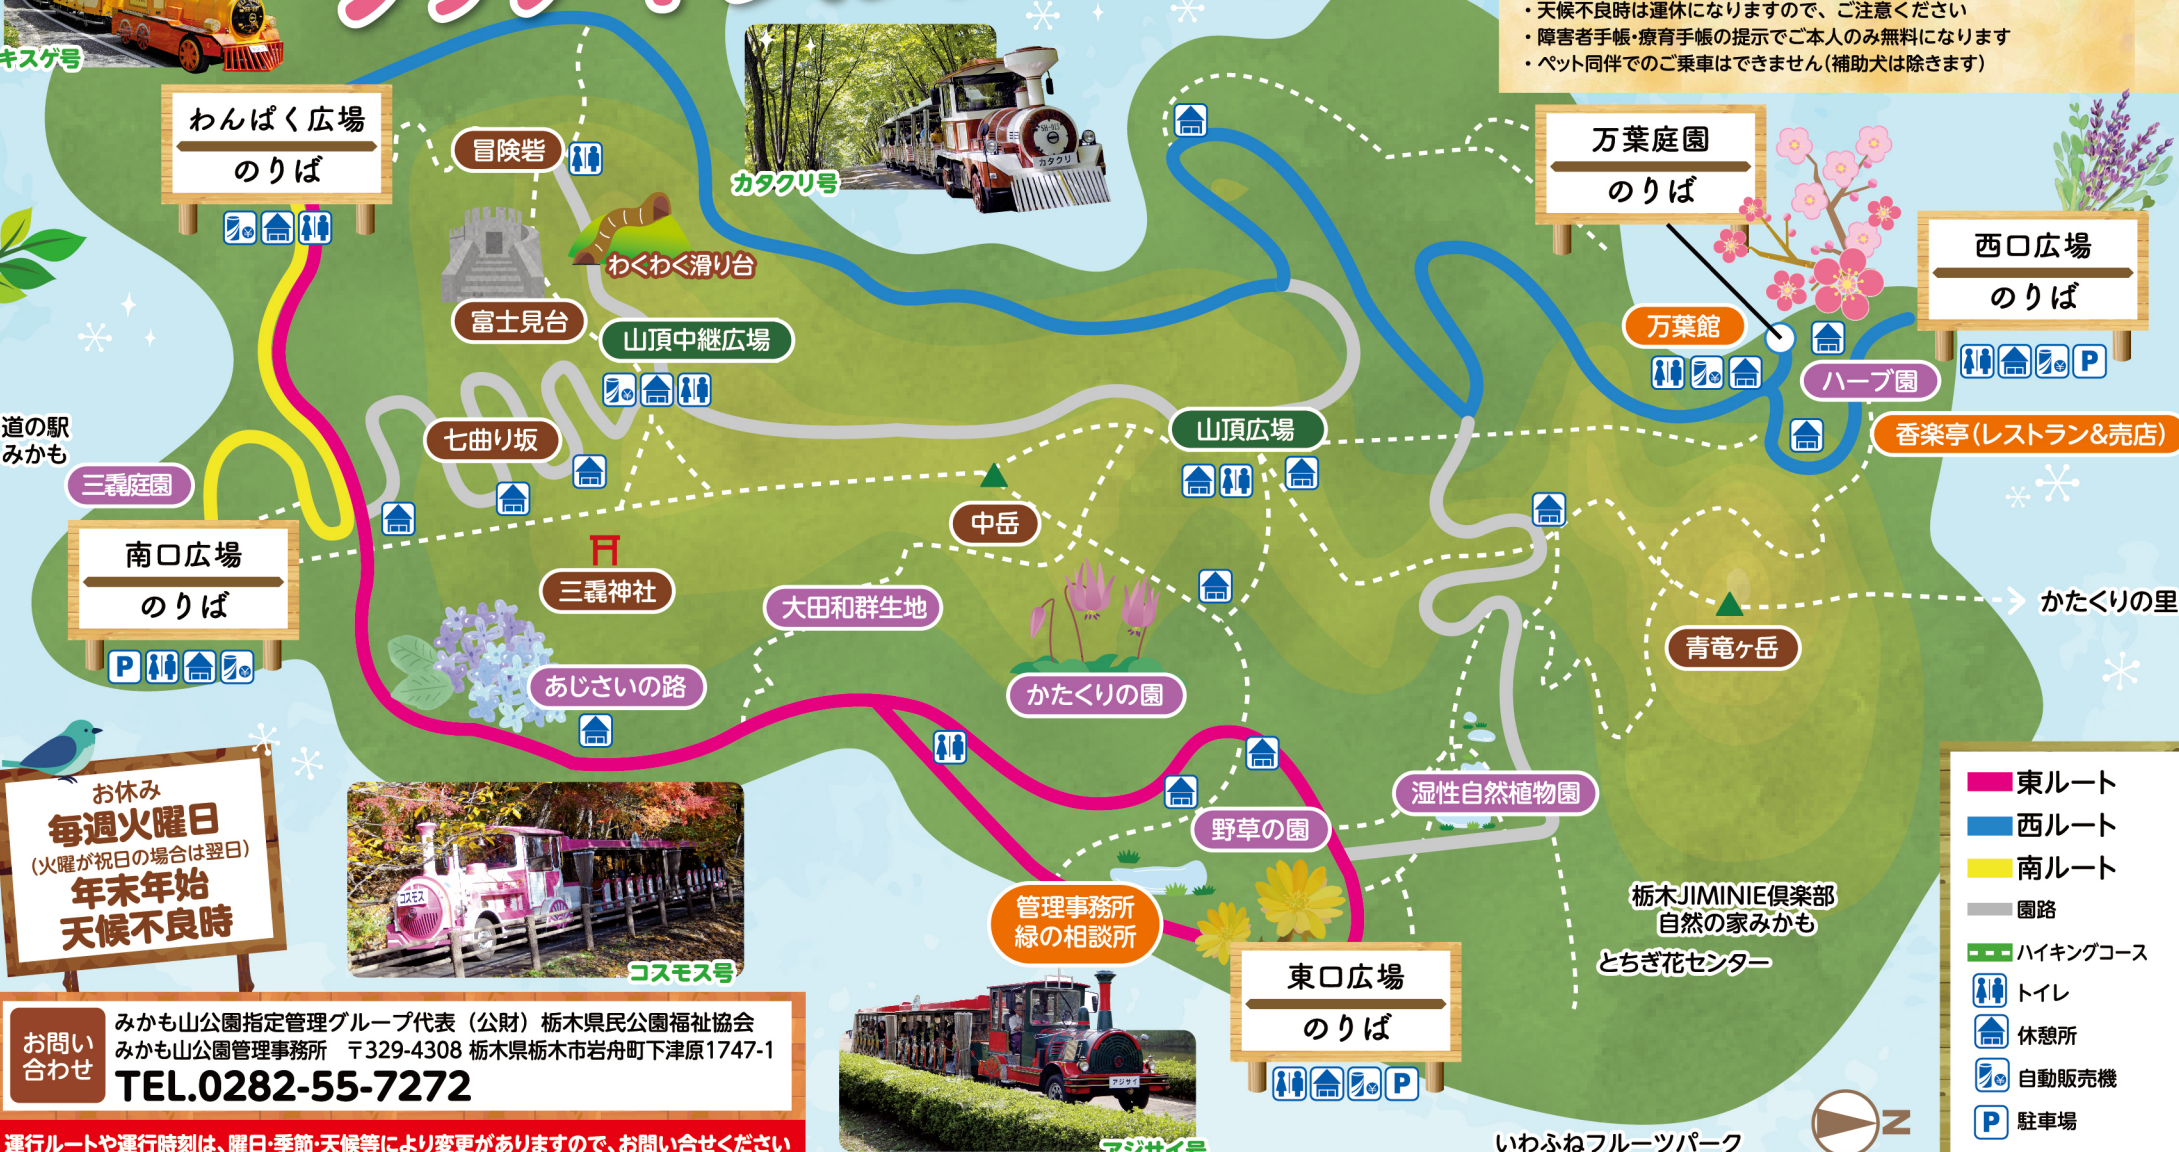 ・天候不良時は運休になりますので、ご注意ください
・障害者手帳・療育手帳の提示でご本人のみ無料になります
・ペット同伴でのご乗車はできません(補助犬は除きます)
キスゲ号
わんぱく広場
のりば
冒険砦
わくわく滑り台
富士見台
山頂中継広場
カタクリ
カタクリ号
万葉庭園
のりば
西口広場
のりば
万葉館
ハーブ園
香楽亭(レストラン&売店)
P
道の駅
みかも
三毳庭園
南口広場
のりば
P
七曲り坂
三毳神社
山頂広場
中岳
大田和群生地
かたくりの園
あじさいの路
青竜ヶ岳
かたくりの里
湿性自然植物園
野草の園
管理事務所
緑の相談所
東口広場
のりば
P
栃木JIMINIE倶楽部
自然の家みかも
とちぎ花センター
いわふねフルーツパーク
お休み
毎週火曜日
(火曜が祝日の場合は翌日)
年末年始
天候不良時
コスモス
コスモス号
アジサイ
アジサイ号
お問い
合わせ
みかも山公園指定管理グループ代表（公財）栃木県民公園福祉協会
みかも山公園管理事務所　〒329-4308 栃木県栃木市岩舟町下津原1747-1
TEL.0282-55-7272
運行ルートや運行時刻は、曜日・季節・天候等により変更がありますので、お問い合せください
東ルート
西ルート
南ルート
園路
ハイキングコース
トイレ
休憩所
自動販売機
P 駐車場
N